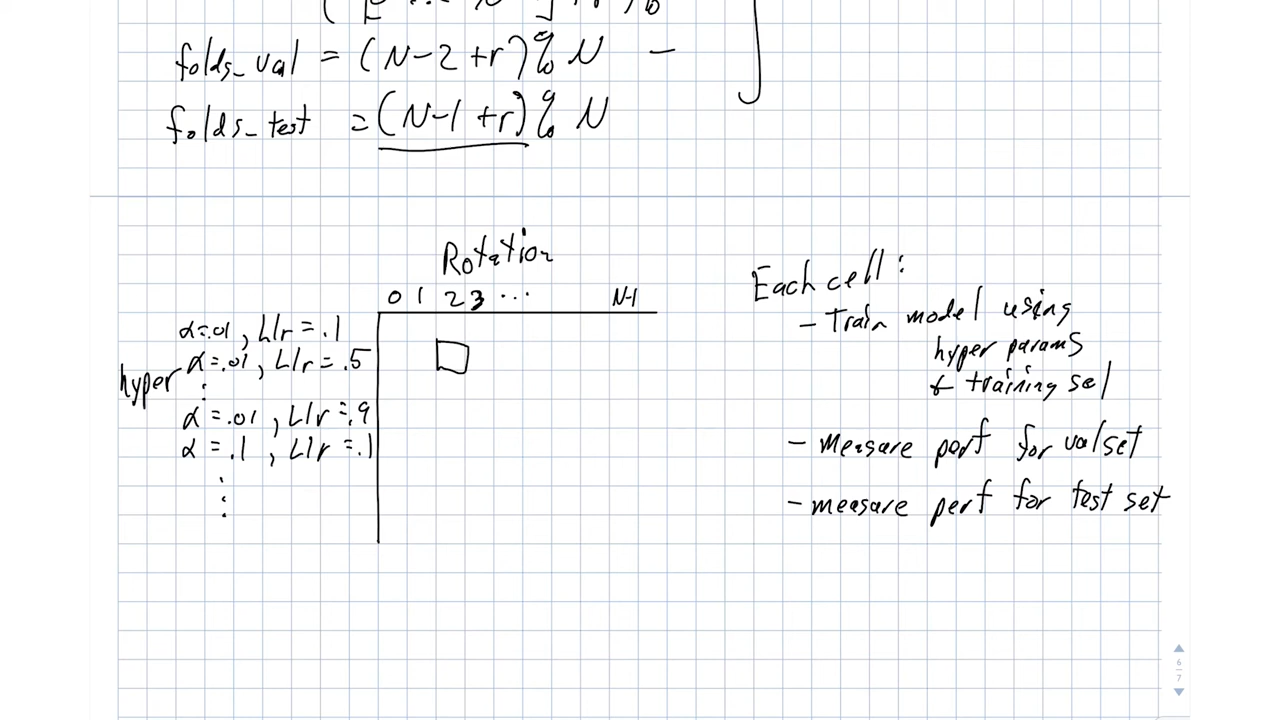 folds_val = (N-2+r)% N -
folds_test = (N-1+r)% N
Rotation
0 1 2 3 ... N-1
α=.01, L1r = .1
hyper α=.01, L1r = .5
⋮
α=.01, L1r=.9
α=.1, L1r=.1
⋮
Each cell:
- Train model using
hyper params
& training set
- measure perf for valset
- measure perf for test set
6
7